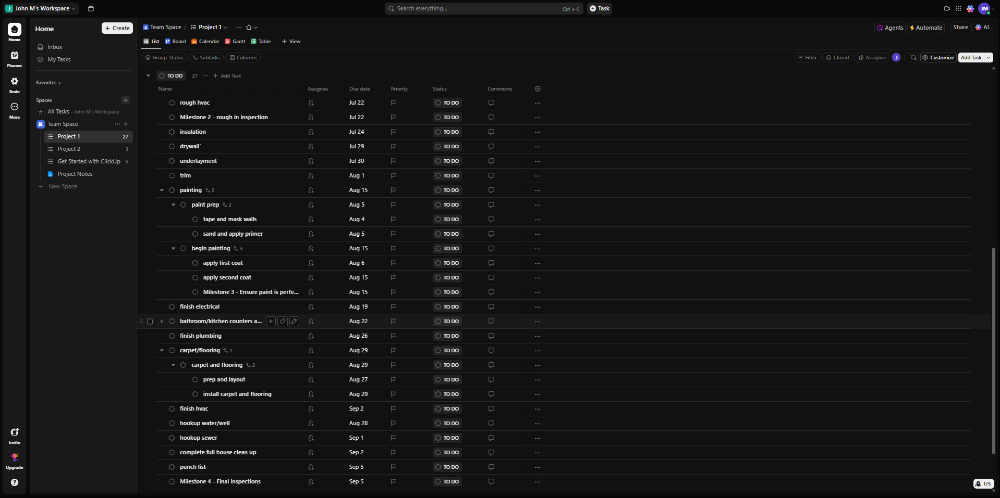 J John M's Workspace
Search everything... Ctrl + K
Task
JM
Home
Planner
Brain
More
Invite
Upgrade
Home
Create
Inbox
My Tasks
Favorites
Spaces
All Tasks - John M's Workspace
Team Space
Project 1 27
Project 2 3
Get Started with ClickUp 5
Project Notes
New Space
Team Space / Project 1
Agents Automate Share AI
List Board Calendar Gantt Table View
Group: Status Subtasks Columns
Filter Closed Assignee J Customize Add Task
TO DO 27 Add Task
Name Assignee Due date Priority Status Comments
rough hvac Jul 22 TO DO
Milestone 2 - rough in inspection Jul 22 TO DO
insulation Jul 24 TO DO
drywall' Jul 29 TO DO
underlayment Jul 30 TO DO
trim Aug 1 TO DO
painting 2 Aug 15 TO DO
paint prep 2 Aug 5 TO DO
tape and mask walls Aug 4 TO DO
sand and apply primer Aug 5 TO DO
begin painting 3 Aug 15 TO DO
apply first coat Aug 6 TO DO
apply second coat Aug 15 TO DO
Milestone 3 - Ensure paint is perfe... Aug 15 TO DO
finish electrical Aug 19 TO DO
bathroom/kitchen counters a... Aug 22 TO DO
finish plumbing Aug 26 TO DO
carpet/flooring 1 Aug 29 TO DO
carpet and flooring 2 Aug 29 TO DO
prep and layout Aug 27 TO DO
install carpet and flooring Aug 29 TO DO
finish hvac Sep 2 TO DO
hookup water/well Aug 28 TO DO
hookup sewer Sep 1 TO DO
complete full house clean up Sep 2 TO DO
punch list Sep 5 TO DO
Milestone 4 - Final inspections Sep 5 TO DO
1/5